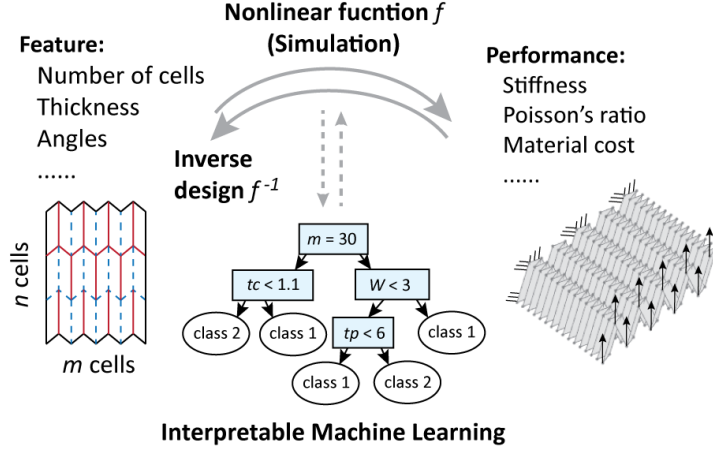 Nonlinear fucntion f
(Simulation)
Feature:
Number of cells
Thickness
Angles
......
Performance:
Stiffness
Poisson's ratio
Material cost
......
Inverse
design f⁻¹
n cells
m cells
m = 30
tc < 1.1
W < 3
class 2
class 1
tp < 6
class 1
class 1
class 2
Interpretable Machine Learning